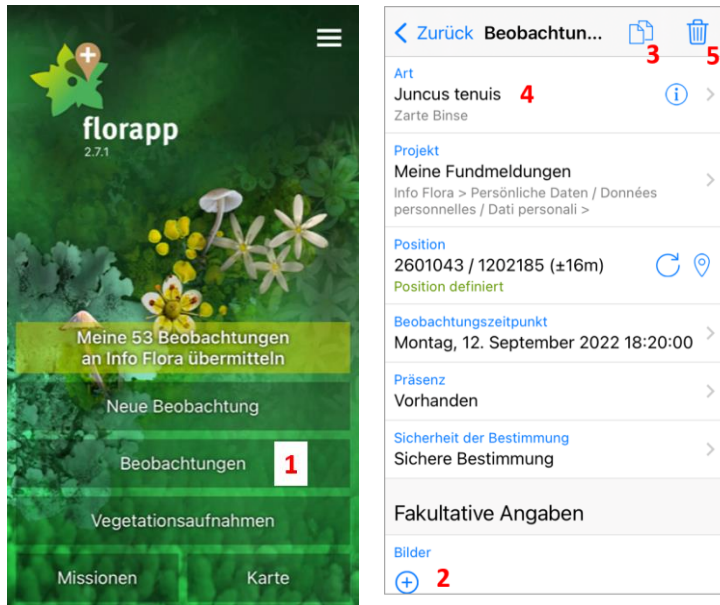 florapp
2.7.1
Meine 53 Beobachtungen
an Info Flora übermitteln
Neue Beobachtung
Beobachtungen 1
Vegetationsaufnahmen
Missionen
Karte
Zurück Beobachtun...
3
5
Art
Juncus tenuis 4
Zarte Binse
Projekt
Meine Fundmeldungen
Info Flora > Persönliche Daten / Données
personnelles / Dati personali >
Position
2601043 / 1202185 (±16m)
Position definiert
Beobachtungszeitpunkt
Montag, 12. September 2022 18:20:00
Präsenz
Vorhanden
Sicherheit der Bestimmung
Sichere Bestimmung
Fakultative Angaben
Bilder
2